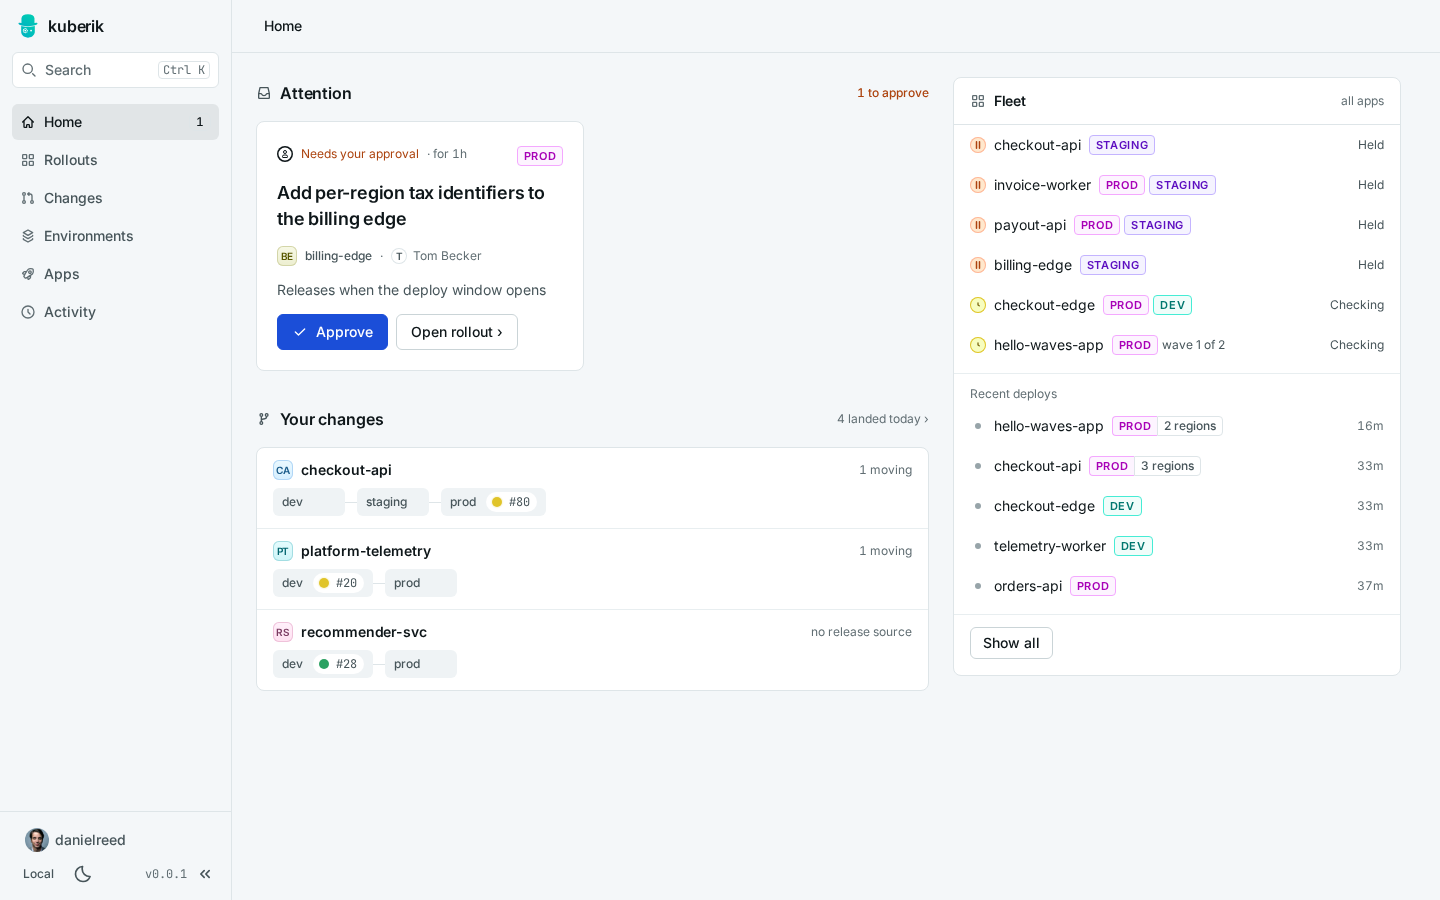 kuberik
Search
Ctrl K
Home
1
Rollouts
Changes
Environments
Apps
Activity
danielreed
Local
v0.0.1
Home
Attention
1 to approve
Needs your approval · for 1h
PROD
Add per-region tax identifiers to
the billing edge
BE billing-edge · T Tom Becker
Releases when the deploy window opens
Approve
Open rollout ›
Your changes
4 landed today ›
CA checkout-api
1 moving
dev
staging
prod #80
PT platform-telemetry
1 moving
dev #20
prod
RS recommender-svc
no release source
dev #28
prod
Fleet
all apps
checkout-api STAGING Held
invoice-worker PROD STAGING Held
payout-api PROD STAGING Held
billing-edge STAGING Held
checkout-edge PROD DEV Checking
hello-waves-app PROD wave 1 of 2 Checking
Recent deploys
hello-waves-app PROD 2 regions 16m
checkout-api PROD 3 regions 33m
checkout-edge DEV 33m
telemetry-worker DEV 33m
orders-api PROD 37m
Show all